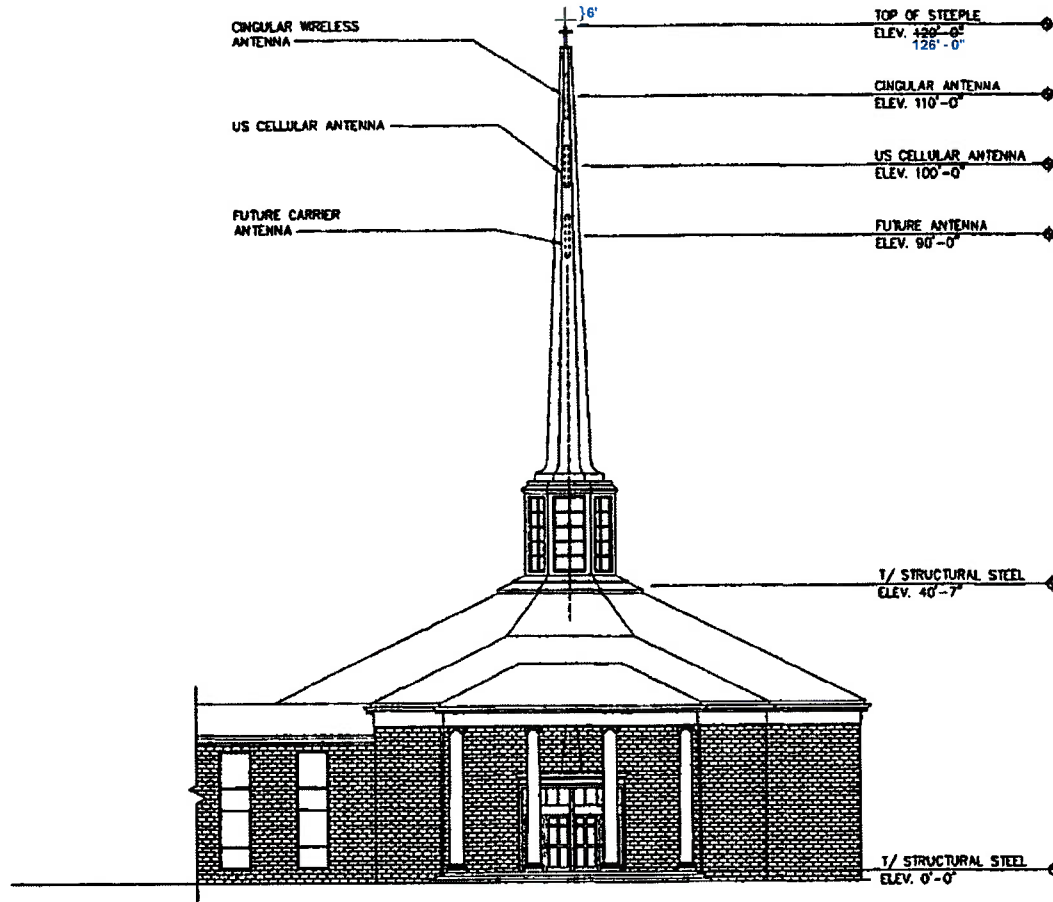 }6'
CINGULAR WIRELESS
ANTENNA
TOP OF STEEPLE
ELEV. 120'-0"
126'-0"
CINGULAR ANTENNA
ELEV. 110'-0"
US CELLULAR ANTENNA
US CELLULAR ANTENNA
ELEV. 100'-0"
FUTURE CARRIER
ANTENNA
FUTURE ANTENNA
ELEV. 90'-0"
T/ STRUCTURAL STEEL
ELEV. 40'-7"
T/ STRUCTURAL STEEL
ELEV. 0'-0"